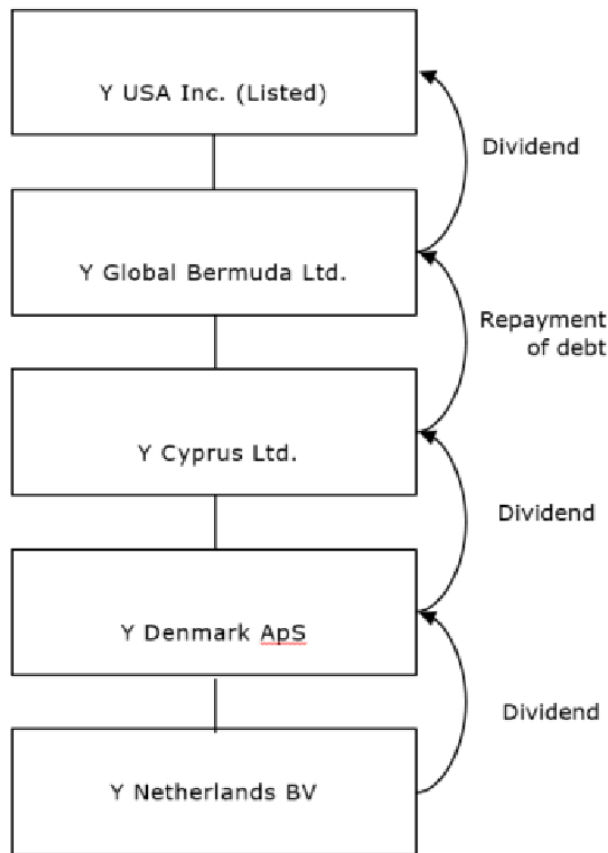 Y USA Inc. (Listed)
Dividend
Y Global Bermuda Ltd.
Repayment
of debt
Y Cyprus Ltd.
Dividend
Y Denmark ApS
Dividend
Y Netherlands BV